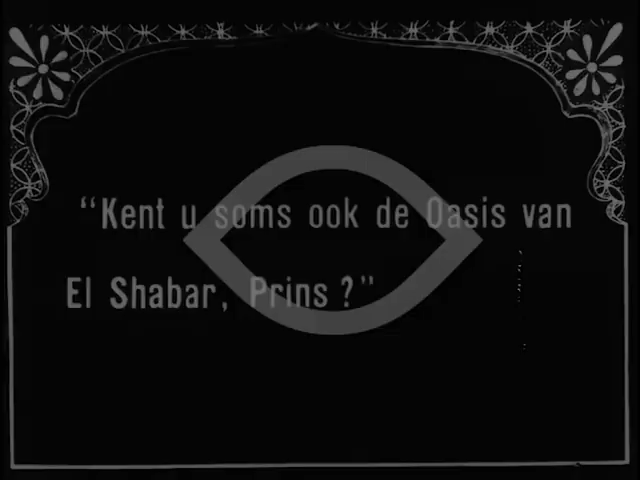 “Kent u soms ook de Oasis van
El Shabar, Prins?”